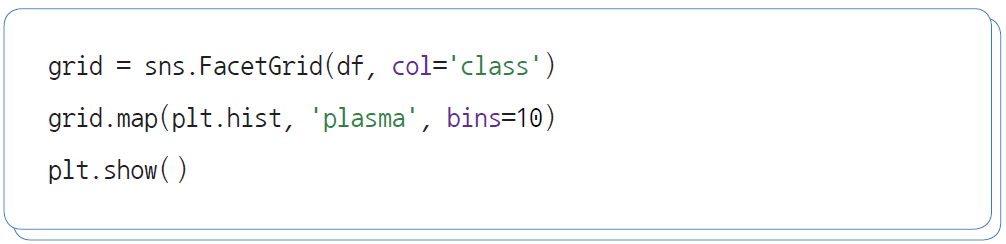 grid = sns.FacetGrid(df, col='class')
grid.map(plt.hist, 'plasma', bins=10)
plt.show()